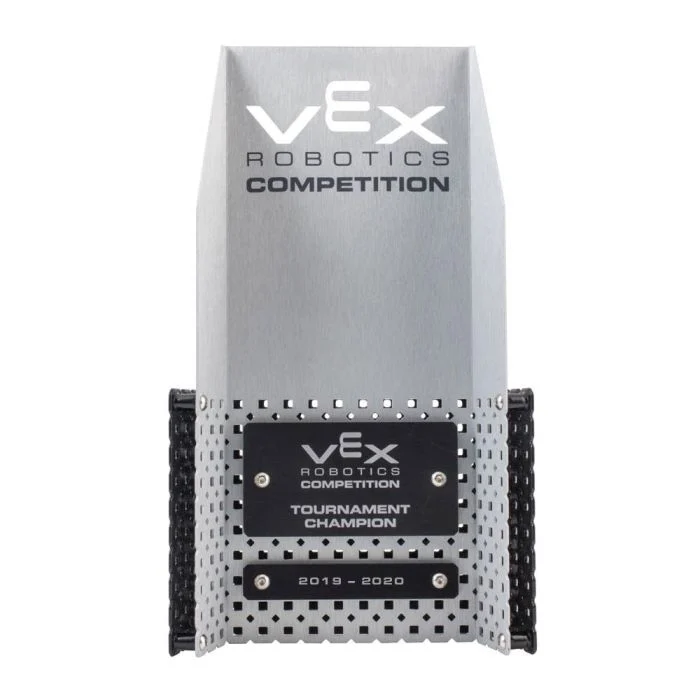 VEX
ROBOTICS
COMPETITION
VEX
ROBOTICS
COMPETITION
TOURNAMENT
CHAMPION
2019 - 2020